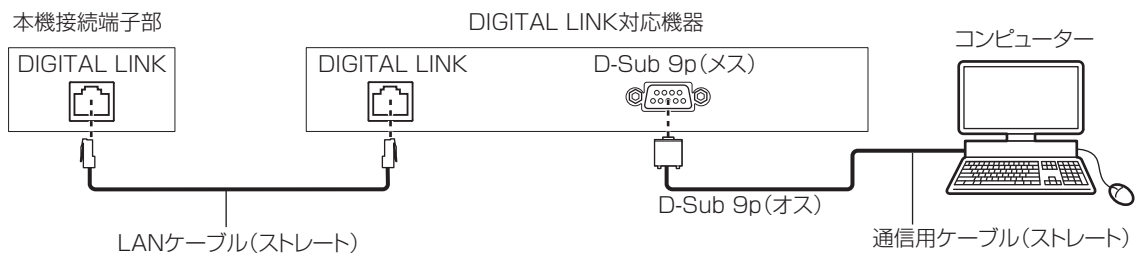 本機接続端子部
DIGITAL LINK対応機器
コンピューター
DIGITAL LINK
DIGITAL LINK
D-Sub 9p（メス）
D-Sub 9p（オス）
LANケーブル（ストレート）
通信用ケーブル（ストレート）